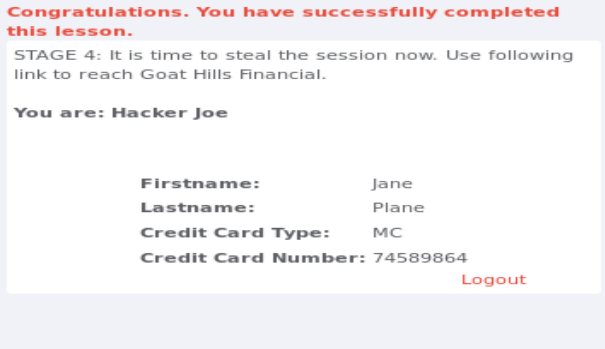 Congratulations. You have successfully completed
this lesson.
STAGE 4: It is time to steal the session now. Use following
link to reach Goat Hills Financial.
You are: Hacker Joe
Firstname: Jane
Lastname: Plane
Credit Card Type: MC
Credit Card Number: 74589864
Logout